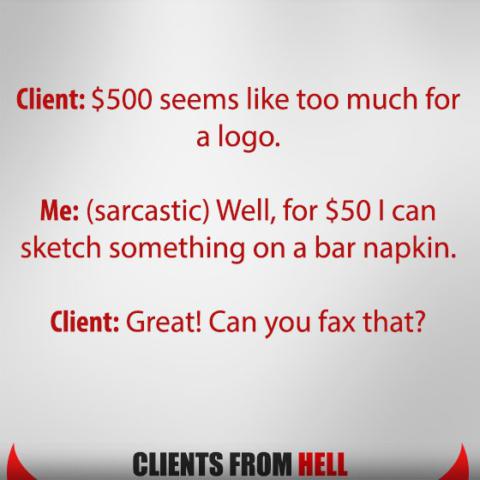 Client: $500 seems like too much for
a logo.
Me: (sarcastic) Well, for $50 I can
sketch something on a bar napkin.
Client: Great! Can you fax that?
CLIENTS FROM HELL